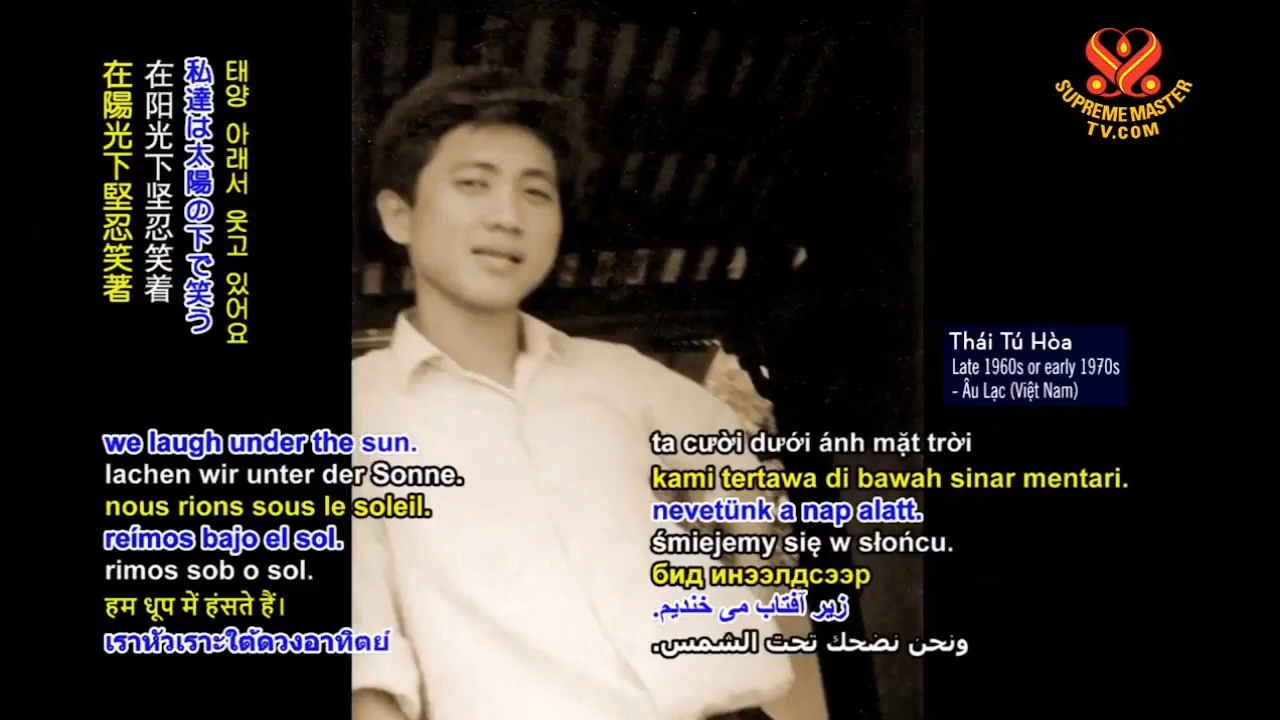 在陽光下堅忍笑著
在阳光下坚忍笑着
私達は太陽の下で笑う
태양 아래서 웃고 있어요
SUPREME MASTER
TV.COM
Thái Tú Hòa
Late 1960s or early 1970s
- Âu Lạc (Việt Nam)
we laugh under the sun.
lachen wir unter der Sonne.
nous rions sous le soleil.
reímos bajo el sol.
rimos sob o sol.
हम धूप में हंसते हैं।
เราหัวเราะใต้ดวงอาทิตย์
ta cười dưới ánh mặt trời
kami tertawa di bawah sinar mentari.
nevetünk a nap alatt.
śmiejemy się w słońcu.
бид инээлдсээр
زیر آفتاب می خندیم.
ونحن نضحك تحت الشمس.